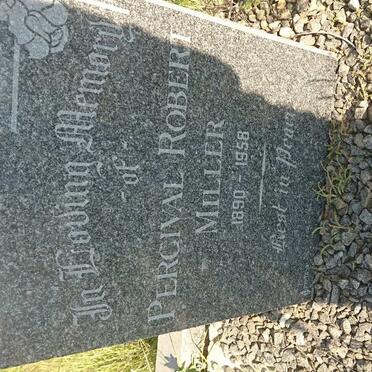 In Loving Memory
- of -
PERCIVAL ROBERT
MILLER
1890 - 1958
Rest in Peace